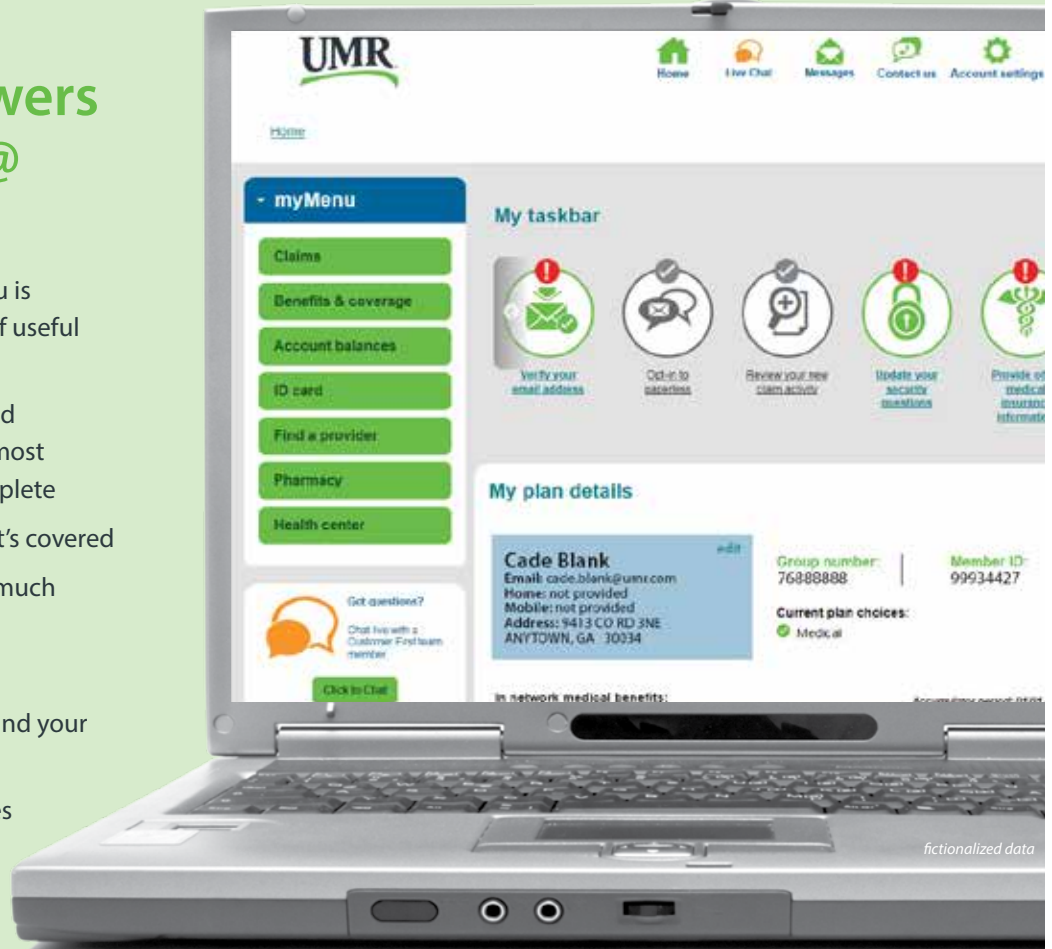 wers
@
u is
f useful
d
most
plete
t's covered
much
nd your
es
UMR
Home
Live Chat
Messages
Contact us
Account settings
Home
myMenu
Claims
Benefits & coverage
Account balances
ID card
Find a provider
Pharmacy
Health center
Got questions?
Chat live with a
Customer First team
member
Click to Chat
My taskbar
Verify your
email address
Opt-in to
paperless
Review your new
claim activity
Update your
security
questions
Provide
medical
My plan details
Cade Blank
edit
Email: cade.blank@umr.com
Home: not provided
Mobile: not provided
Address: 9413 CO RD 3NE
ANYTOWN, GA 30034
Group number:
76888888
Member ID:
99934427
Current plan choices:
Medical
In network medical benefits:
fictionalized data